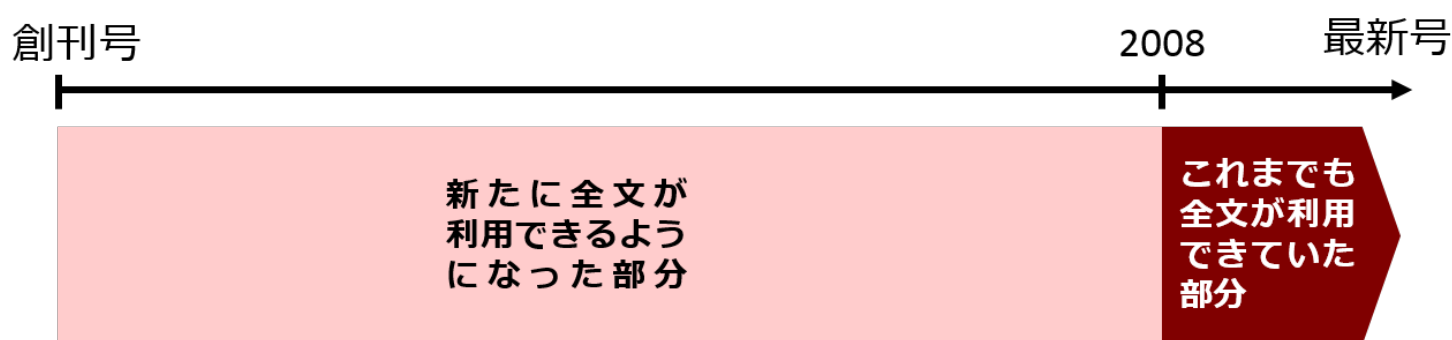 創刊号
2008
最新号
新たに全文が
利用できるよう
になった部分
これまでも
全文が利用
できていた
部分